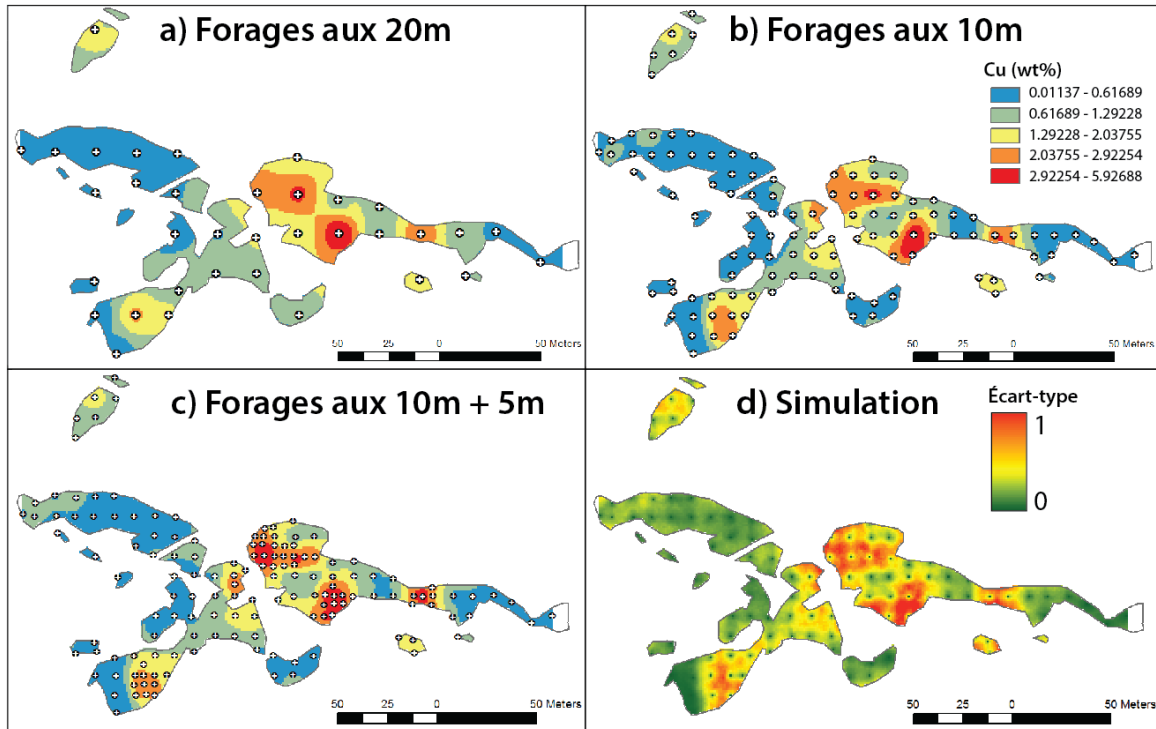 a) Forages aux 20m
50 25 0 50 Meters
b) Forages aux 10m
Cu (wt%)
0.01137 - 0.61689
0.61689 - 1.29228
1.29228 - 2.03755
2.03755 - 2.92254
2.92254 - 5.92688
50 25 0 50 Meters
c) Forages aux 10m + 5m
50 25 0 50 Meters
d) Simulation
Écart-type
1
0
50 25 0 50 Meters